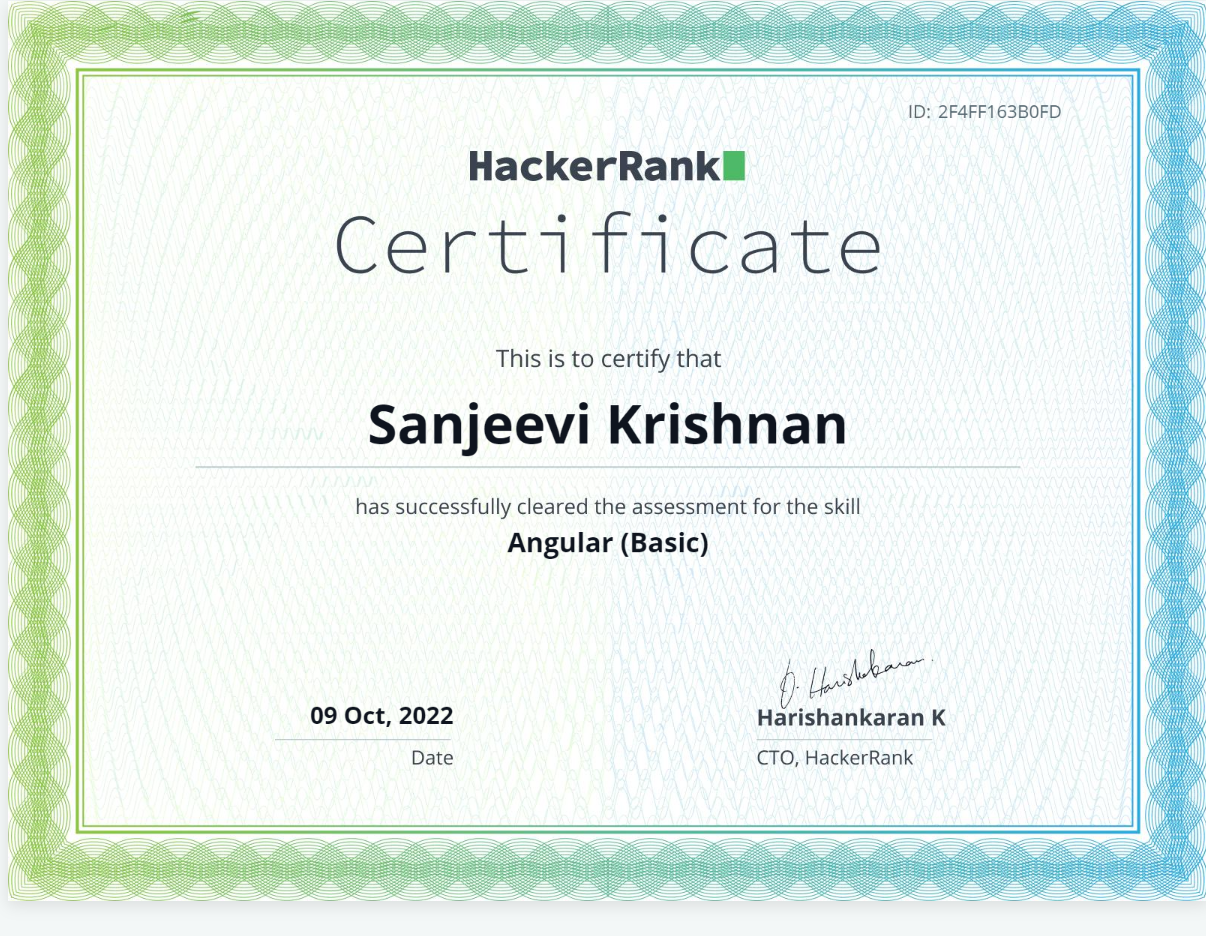 ID: 2F4FF163B0FD
HackerRank
Certificate
This is to certify that
Sanjeevi Krishnan
has successfully cleared the assessment for the skill
Angular (Basic)
09 Oct, 2022
Date
Harishankaran K
CTO, HackerRank